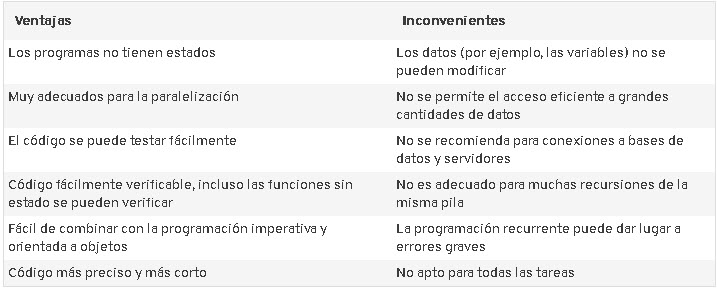 Ventajas Inconvenientes
Los programas no tienen estados Los datos (por ejemplo, las variables) no se
pueden modificar
Muy adecuados para la paralelización No se permite el acceso eficiente a grandes
cantidades de datos
El código se puede testar fácilmente No se recomienda para conexiones a bases de
datos y servidores
Código fácilmente verificable, incluso las funciones sin No es adecuado para muchas recursiones de la
estado se pueden verificar misma pila
Fácil de combinar con la programación imperativa y La programación recurrente puede dar lugar a
orientada a objetos errores graves
Código más preciso y más corto No apto para todas las tareas